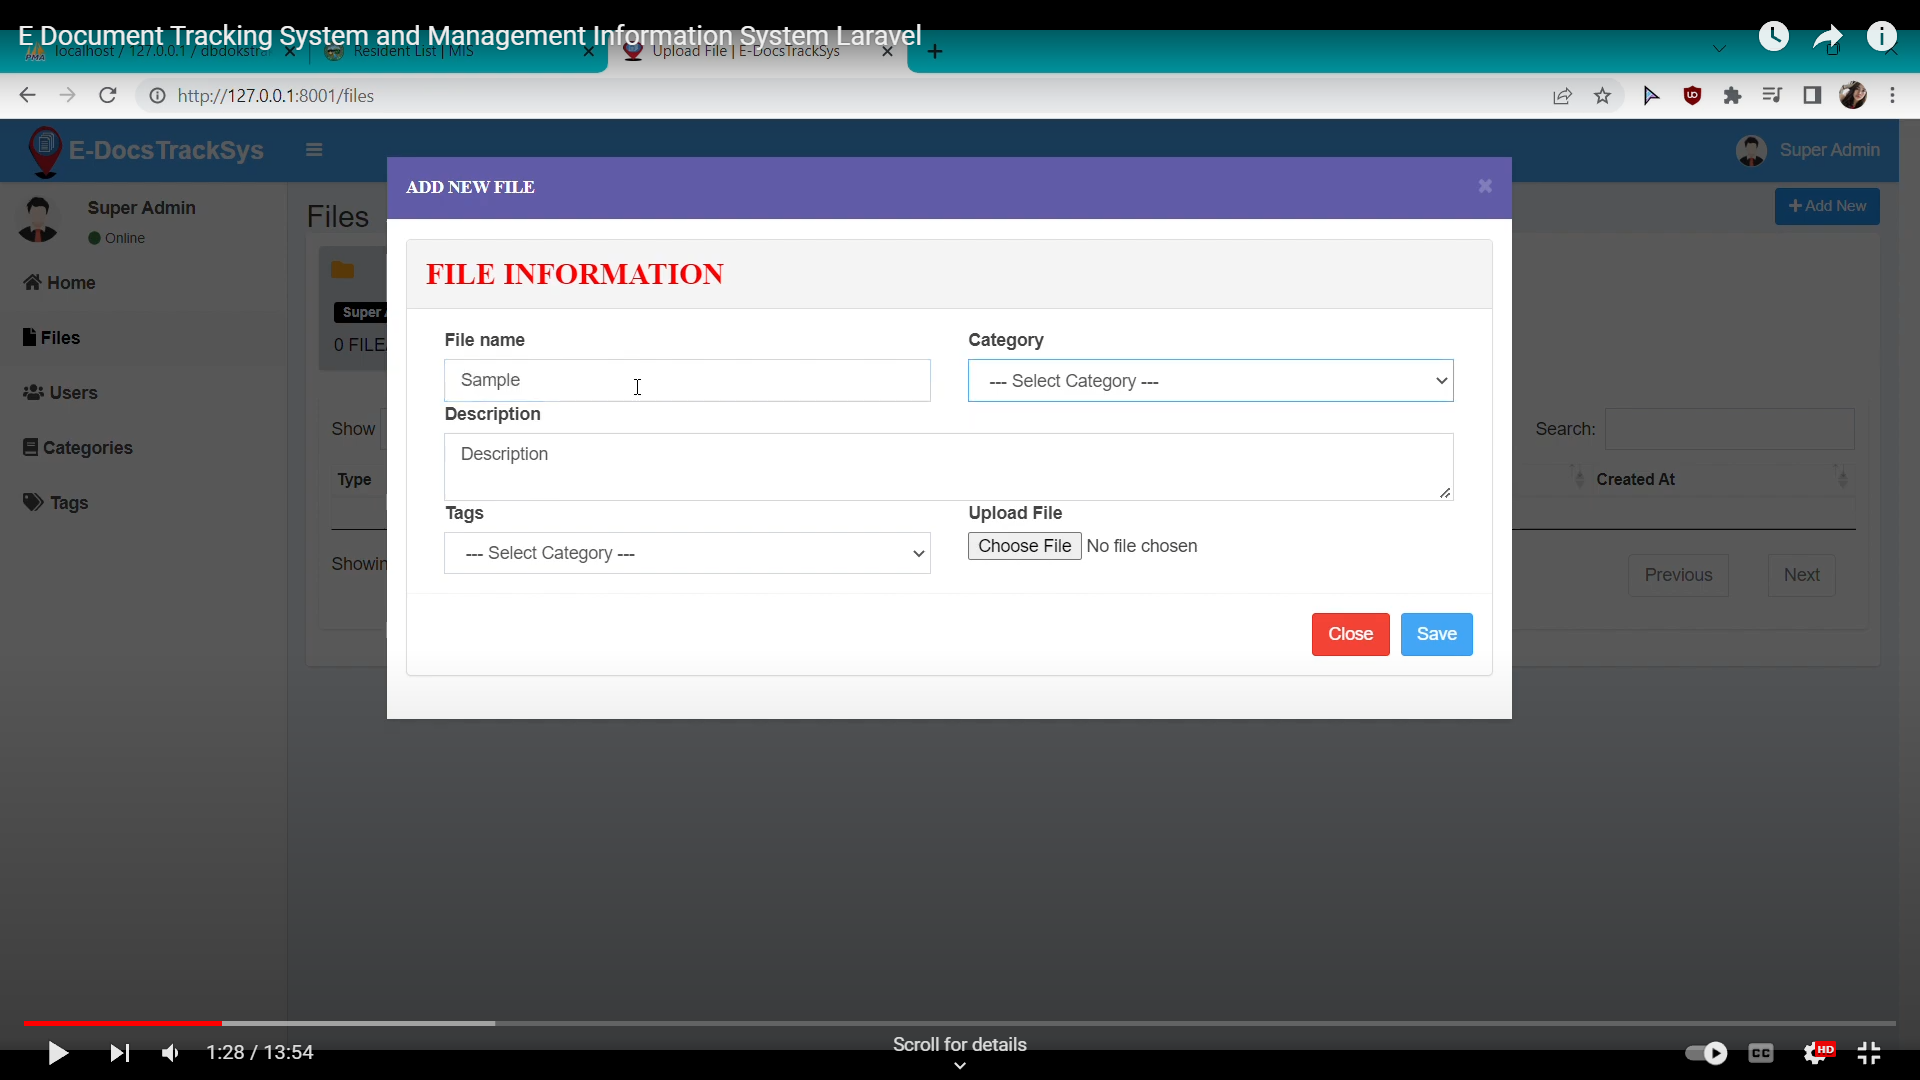 E Document Tracking System and Management Information System Laravel
localhost / 127.0.0.1 / dbdokstr
Resident List | MIS
Upload File | E-DocsTrackSys
http://127.0.0.1:8001/files
E-DocsTrackSys
Super Admin
ADD NEW FILE
Super Admin
Online
Files
Add New
FILE INFORMATION
Home
Super
Files
0 FILE
File name
Category
Sample
--- Select Category ---
Users
Description
Show
Search:
Categories
Description
Type
Created At
Tags
Tags
Upload File
--- Select Category ---
Choose File No file chosen
Showin
Previous
Next
Close
Save
Scroll for details
1:28 / 13:54
CC
HD